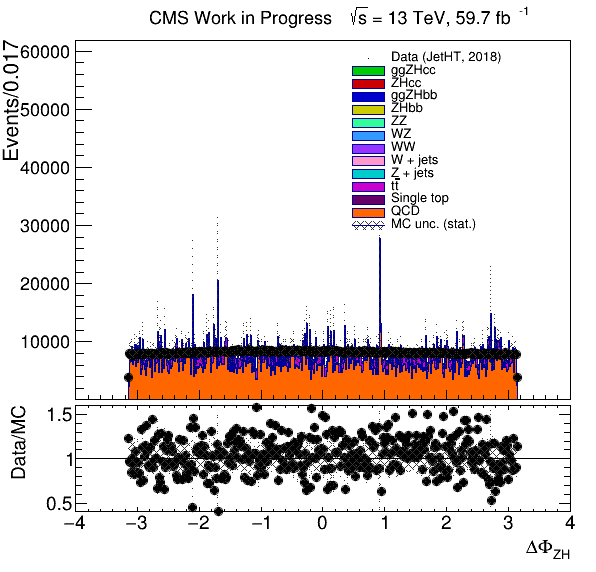 CMS Work in Progress √s = 13 TeV, 59.7 fb⁻¹
Events/0.017
60000
50000
40000
30000
20000
10000
Data (JetHT, 2018)
ggZHcc
ZHcc
ggZHbb
ZHbb
ZZ
WZ
WW
W + jets
Z + jets
tt̅
Single top
QCD
MC unc. (stat.)
Data/MC
1.5
1
0.5
−4 −3 −2 −1 0 1 2 3 4
ΔΦ_ZH